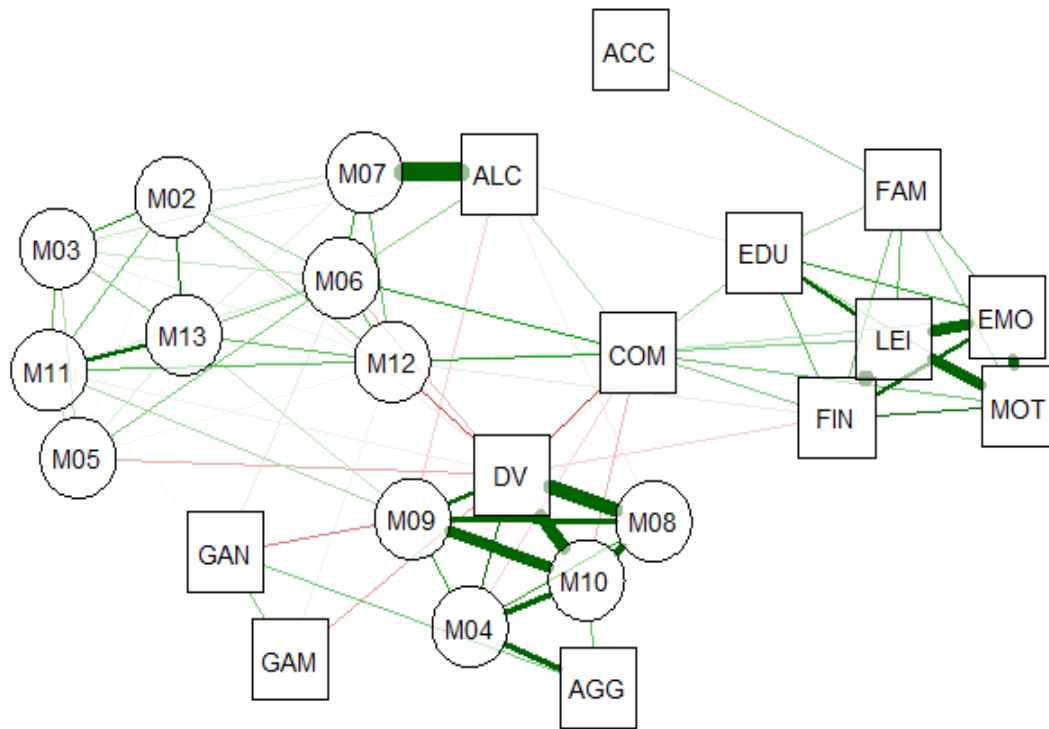 ACC
M07
ALC
FAM
M02
M03
EDU
M06
EMO
M13
LEI
COM
M12
M11
MOT
FIN
M05
DV
M09
M08
GAN
M10
M04
GAM
AGG